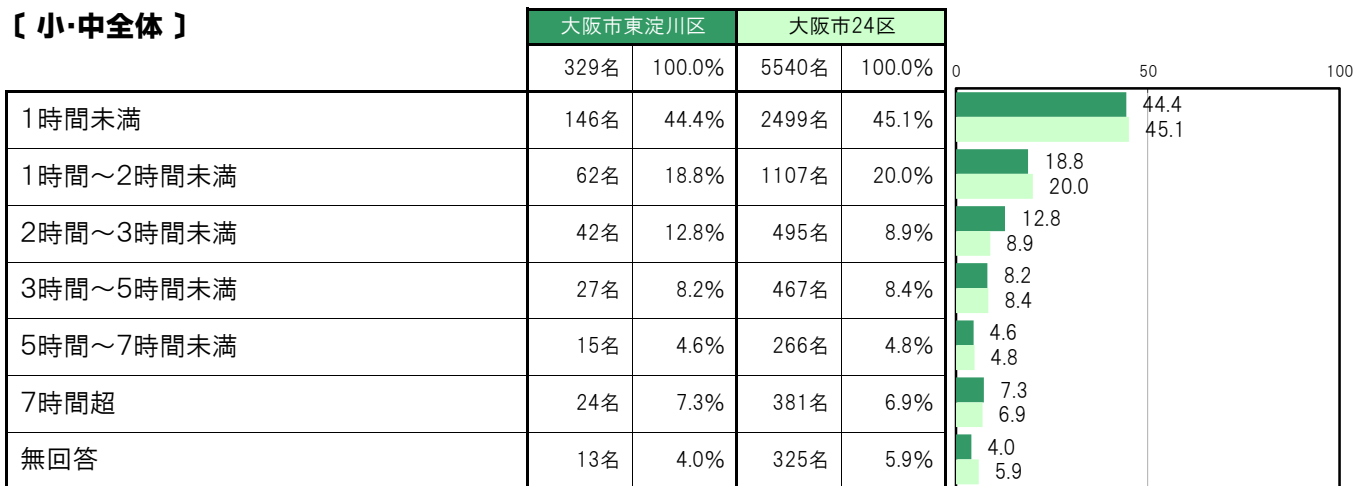 〔 小・中全体 〕
大阪市東淀川区 大阪市24区
329名 100.0% 5540名 100.0% 0 50 100
1時間未満 146名 44.4% 2499名 45.1% 44.4
45.1
1時間～2時間未満 62名 18.8% 1107名 20.0% 18.8
20.0
2時間～3時間未満 42名 12.8% 495名 8.9% 12.8
8.9
3時間～5時間未満 27名 8.2% 467名 8.4% 8.2
8.4
5時間～7時間未満 15名 4.6% 266名 4.8% 4.6
4.8
7時間超 24名 7.3% 381名 6.9% 7.3
6.9
無回答 13名 4.0% 325名 5.9% 4.0
5.9